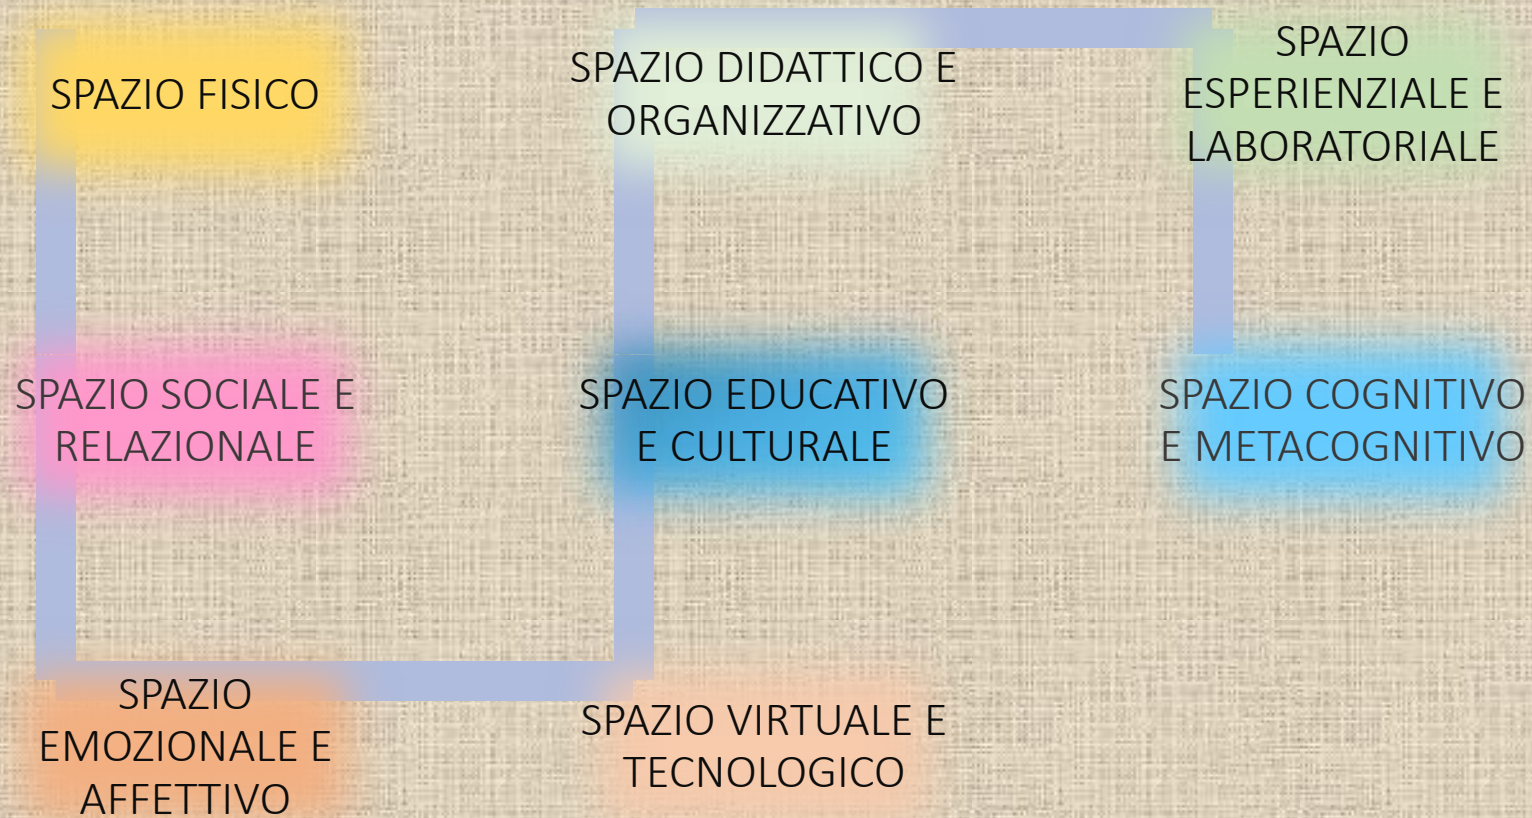 SPAZIO FISICO
SPAZIO SOCIALE E
RELAZIONALE
SPAZIO
EMOZIONALE E
AFFETTIVO
SPAZIO VIRTUALE E
TECNOLOGICO
SPAZIO EDUCATIVO
E CULTURALE
SPAZIO DIDATTICO E
ORGANIZZATIVO
SPAZIO
ESPERIENZIALE E
LABORATORIALE
SPAZIO COGNITIVO
E METACOGNITIVO